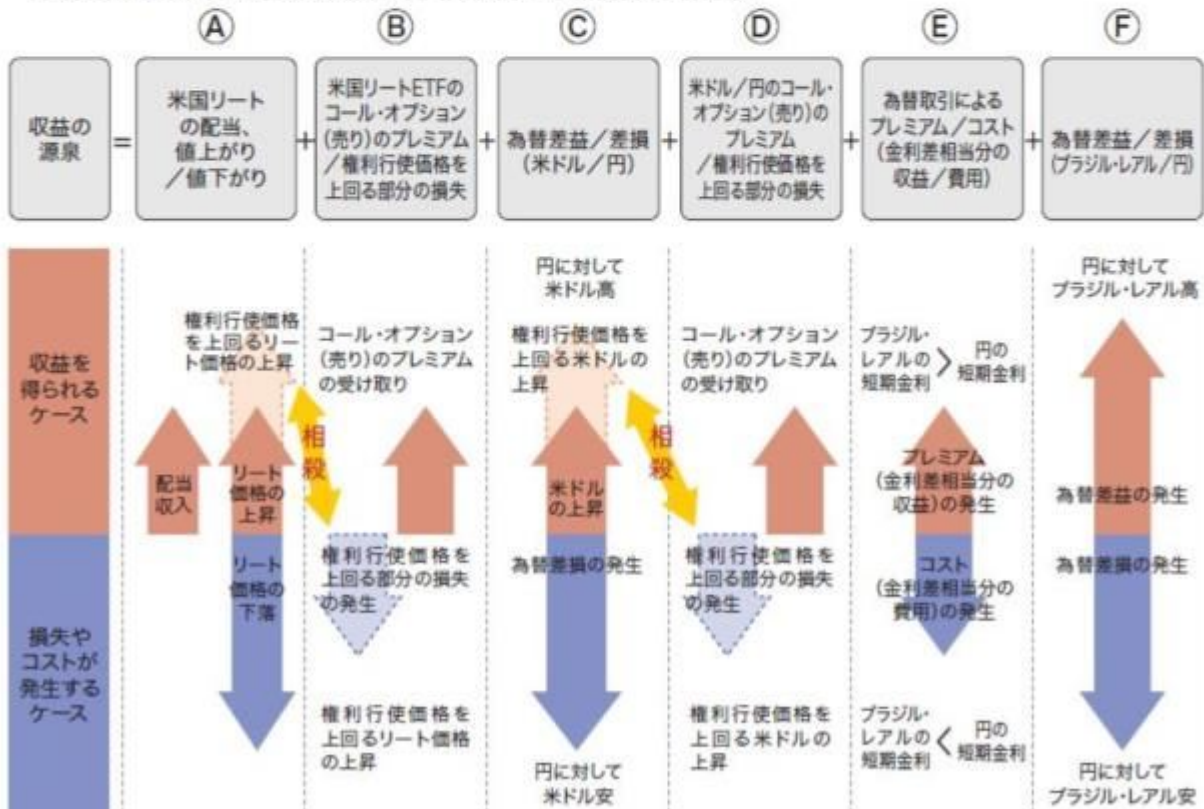 Ⓐ
Ⓑ
Ⓒ
Ⓓ
Ⓔ
Ⓕ
収益の
源泉
=
米国リート
の配当、
値上がり
／値下がり
+
米国リートETFの
コール・オプション
(売り)のプレミアム
／権利行使価格を
上回る部分の損失
+
為替差益／差損
(米ドル／円)
+
米ドル／円のコール・
オプション(売り)の
プレミアム
／権利行使価格を
上回る部分の損失
+
為替取引による
プレミアム／コスト
(金利差相当分の
収益／費用)
+
為替差益／差損
(ブラジル・レアル／円)
収益を
得られる
ケース
権利行使価格
を上回るリー
ト価格の上昇
配当
収入
リート
価格の
上昇
相
殺
コール・オプション
(売り)のプレミアム
の受け取り
円に対して
米ドル高
権利行使価格を
上回る米ドルの
上昇
米ドル
の上昇
相
殺
コール・オプション
(売り)のプレミアム
の受け取り
ブラジル・
レアルの
短期金利
>
円の
短期金利
プレミアム
(金利差相当分の
収益)の発生
円に対して
ブラジル・レアル高
為替差益の発生
損失や
コストが
発生する
ケース
リート
価格の
下落
権利行使価格を
上回る部分の損失
の発生
権利行使価格を
上回るリート価格
の上昇
為替差損の発生
円に対して
米ドル安
権利行使価格を
上回る部分の損失
の発生
権利行使価格を
上回る米ドルの
上昇
コスト
(金利差相当分の
費用)の発生
ブラジル・
レアルの
短期金利
<
円の
短期金利
為替差損の発生
円に対して
ブラジル・レアル安